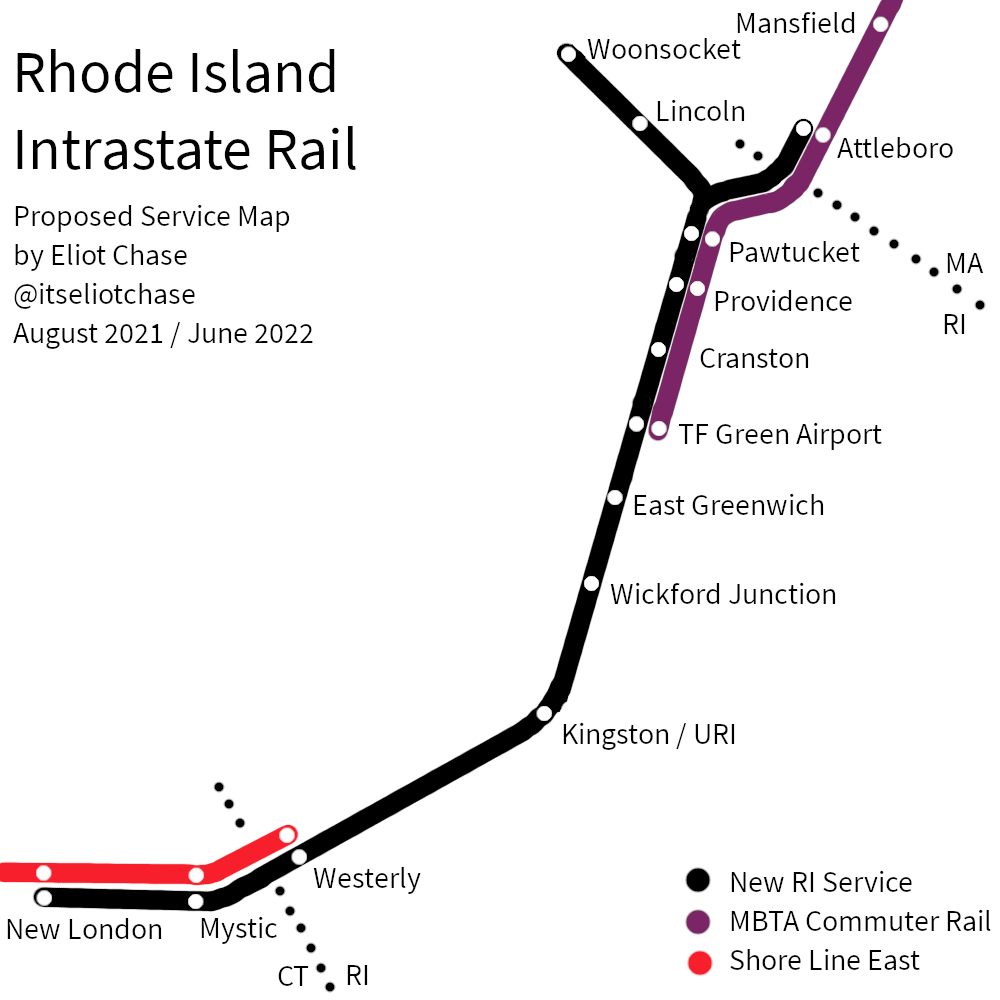 Rhode Island
Intrastate Rail
Proposed Service Map
by Eliot Chase
@itseliotchase
August 2021 / June 2022
Mansfield
Woonsocket
Lincoln
Attleboro
Pawtucket
MA
RI
Providence
Cranston
TF Green Airport
East Greenwich
Wickford Junction
Kingston / URI
Westerly
Mystic
New London
CT
RI
New RI Service
MBTA Commuter Rail
Shore Line East